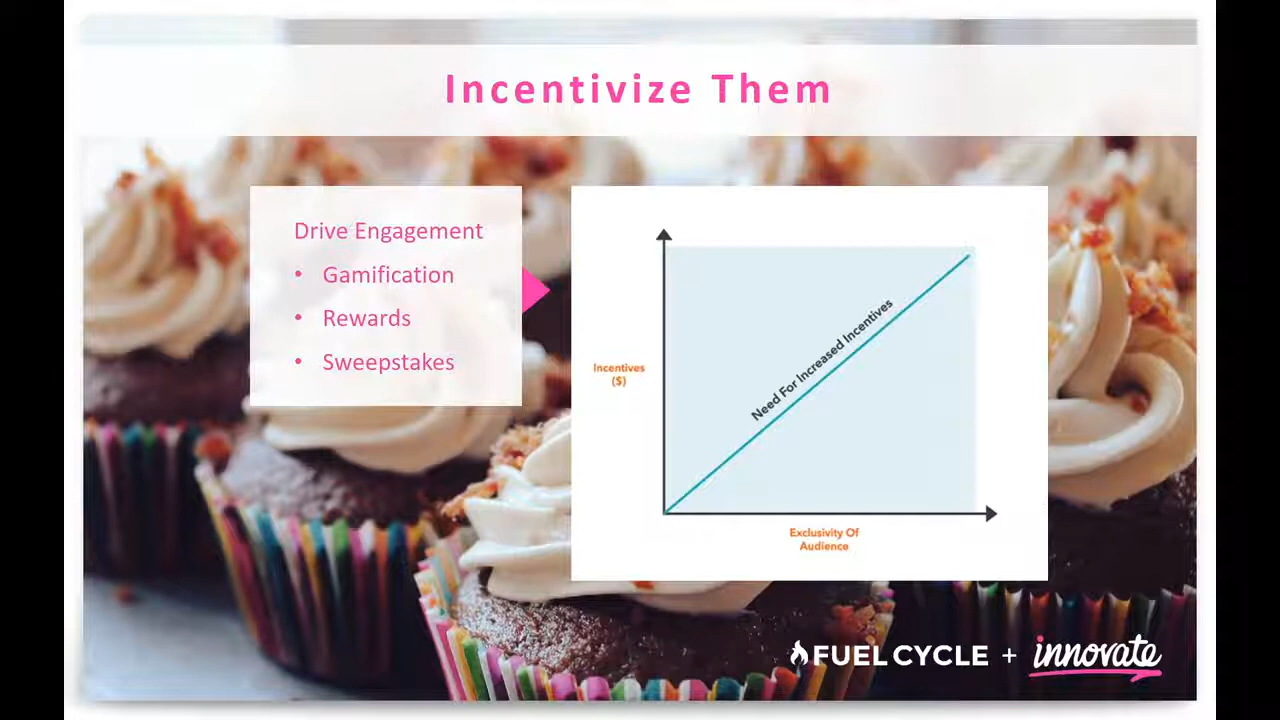 Incentivize Them
Drive Engagement
• Gamification
• Rewards
• Sweepstakes
Need For Increased Incentives
Incentives
($)
Exclusivity Of
Audience
FUEL CYCLE + innovate